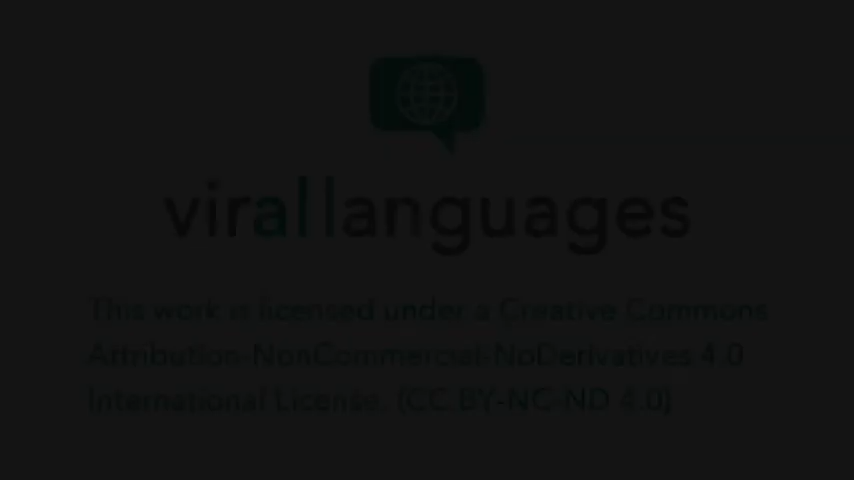 virallanguages
This work is licensed under a Creative Commons
Attribution-NonCommercial-NoDerivatives 4.0
International License. (CC BY-NC-ND 4.0)